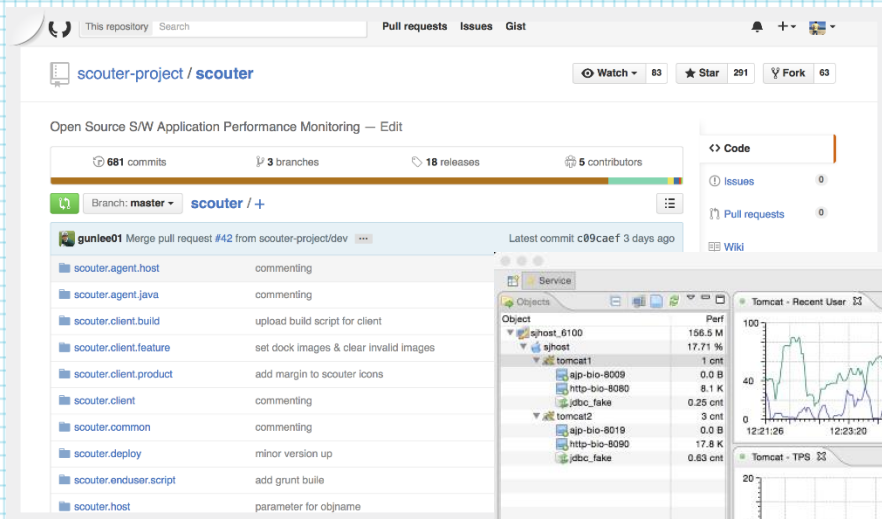 This repository Search Pull requests Issues Gist
scouter-project / scouter
Watch 83 Star 291 Fork 63
Open Source S/W Application Performance Monitoring — Edit
681 commits 3 branches 18 releases 5 contributors
Branch: master scouter / +
gunlee01 Merge pull request #42 from scouter-project/dev ... Latest commit c09caef 3 days ago
scouter.agent.host commenting
scouter.agent.java commenting
scouter.client.build upload build script for client
scouter.client.feature set dock images & clear invalid images
scouter.client.product add margin to scouter icons
scouter.client commenting
scouter.common commenting
scouter.deploy minor version up
scouter.enduser.script add grunt buile
scouter.host parameter for objname
Code
Issues 0
Pull requests 0
Wiki
Service
Objects
Object Perf
sjhost_6100 156.5 M
sjhost 17.71 %
tomcat1 1 cnt
ajp-bio-8009 0.0 B
http-bio-8080 8.1 K
jdbc_fake 0.25 cnt
tomcat2 3 cnt
ajp-bio-8019 0.0 B
http-bio-8090 17.8 K
jdbc_fake 0.63 cnt
Tomcat - Recent User
100
40
0
12:21:26 12:23:20
Tomcat - TPS
20